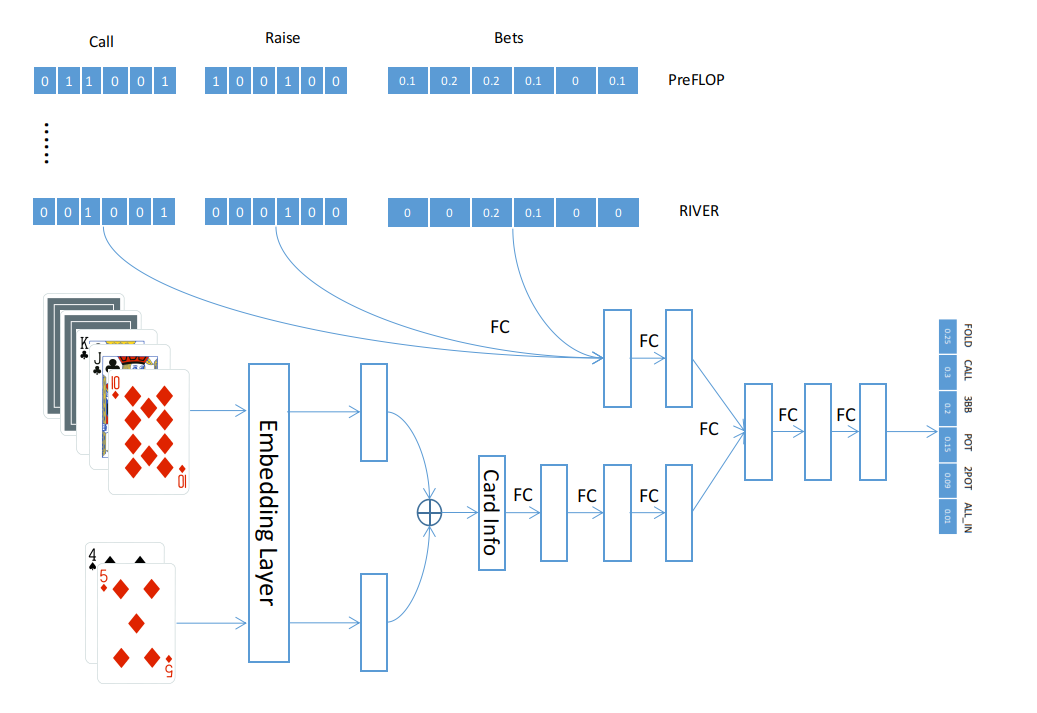 Call Raise Bets
0 1 1 0 0 1 1 0 0 1 0 0 0.1 0.2 0.2 0.1 0 0.1 PreFLOP
0 0 1 0 0 1 0 0 0 1 0 0 0 0 0.2 0.1 0 0 RIVER
K
J
10
10
Embedding Layer
4
5
5
Card Info
FC
FC
FC
FC
FC
FC
FC
FC
FOLD 0.25
CALL 0.3
3BB 0.2
POT 0.15
2POT 0.09
ALL_IN 0.01